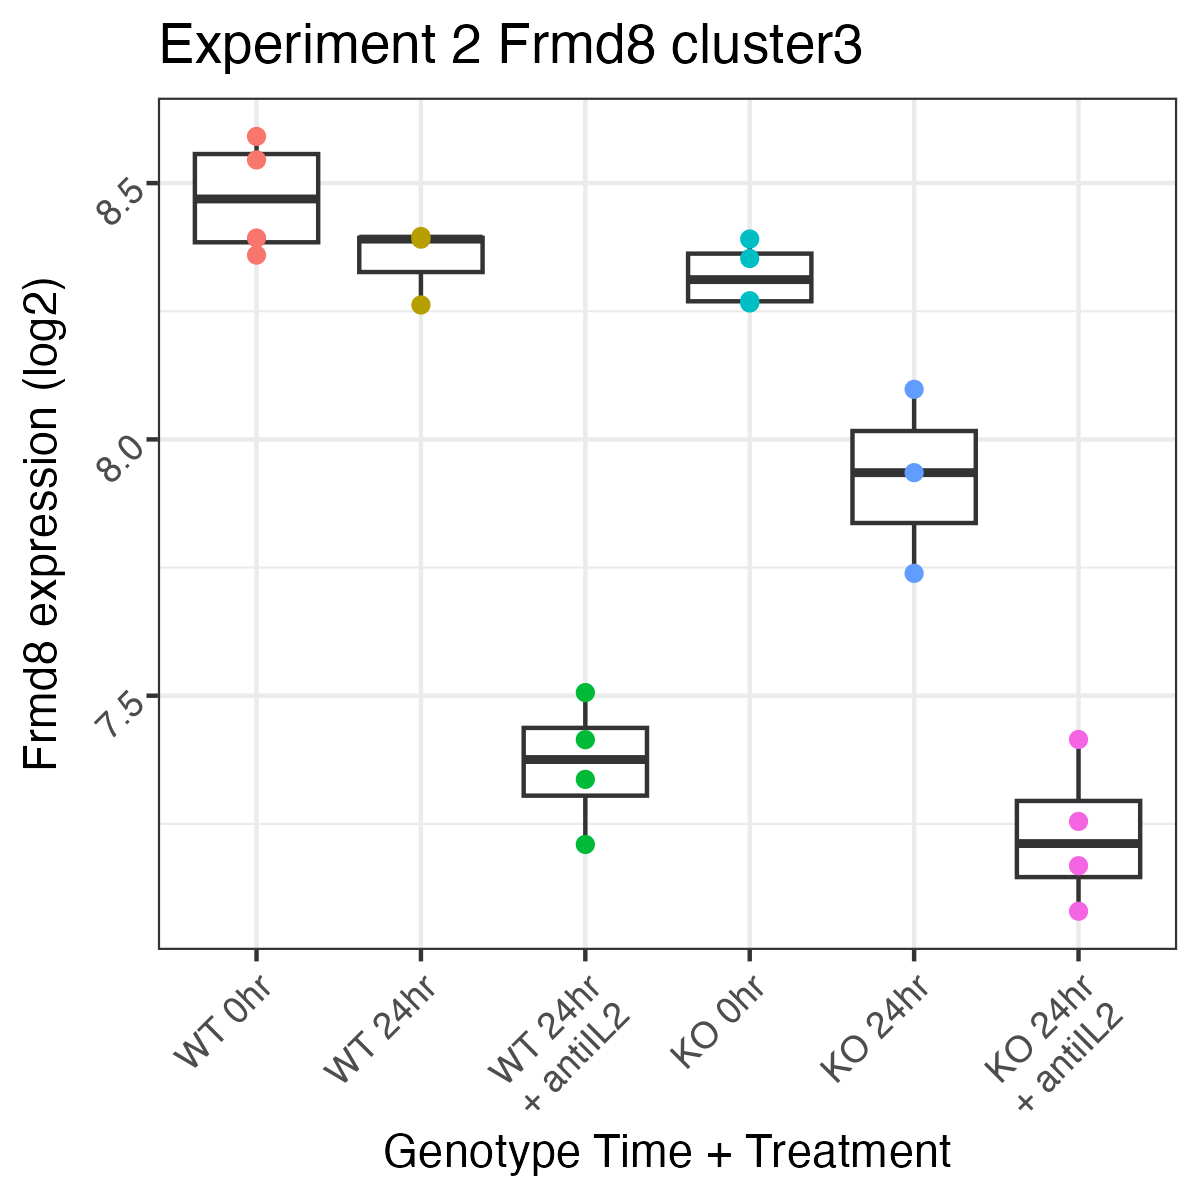 Experiment 2 Frmd8 cluster3
Frmd8 expression (log2)
8.5
8.0
7.5
WT 0hr
WT 24hr
WT 24hr
+ antiIL2
KO 0hr
KO 24hr
KO 24hr
+ antiIL2
Genotype Time + Treatment